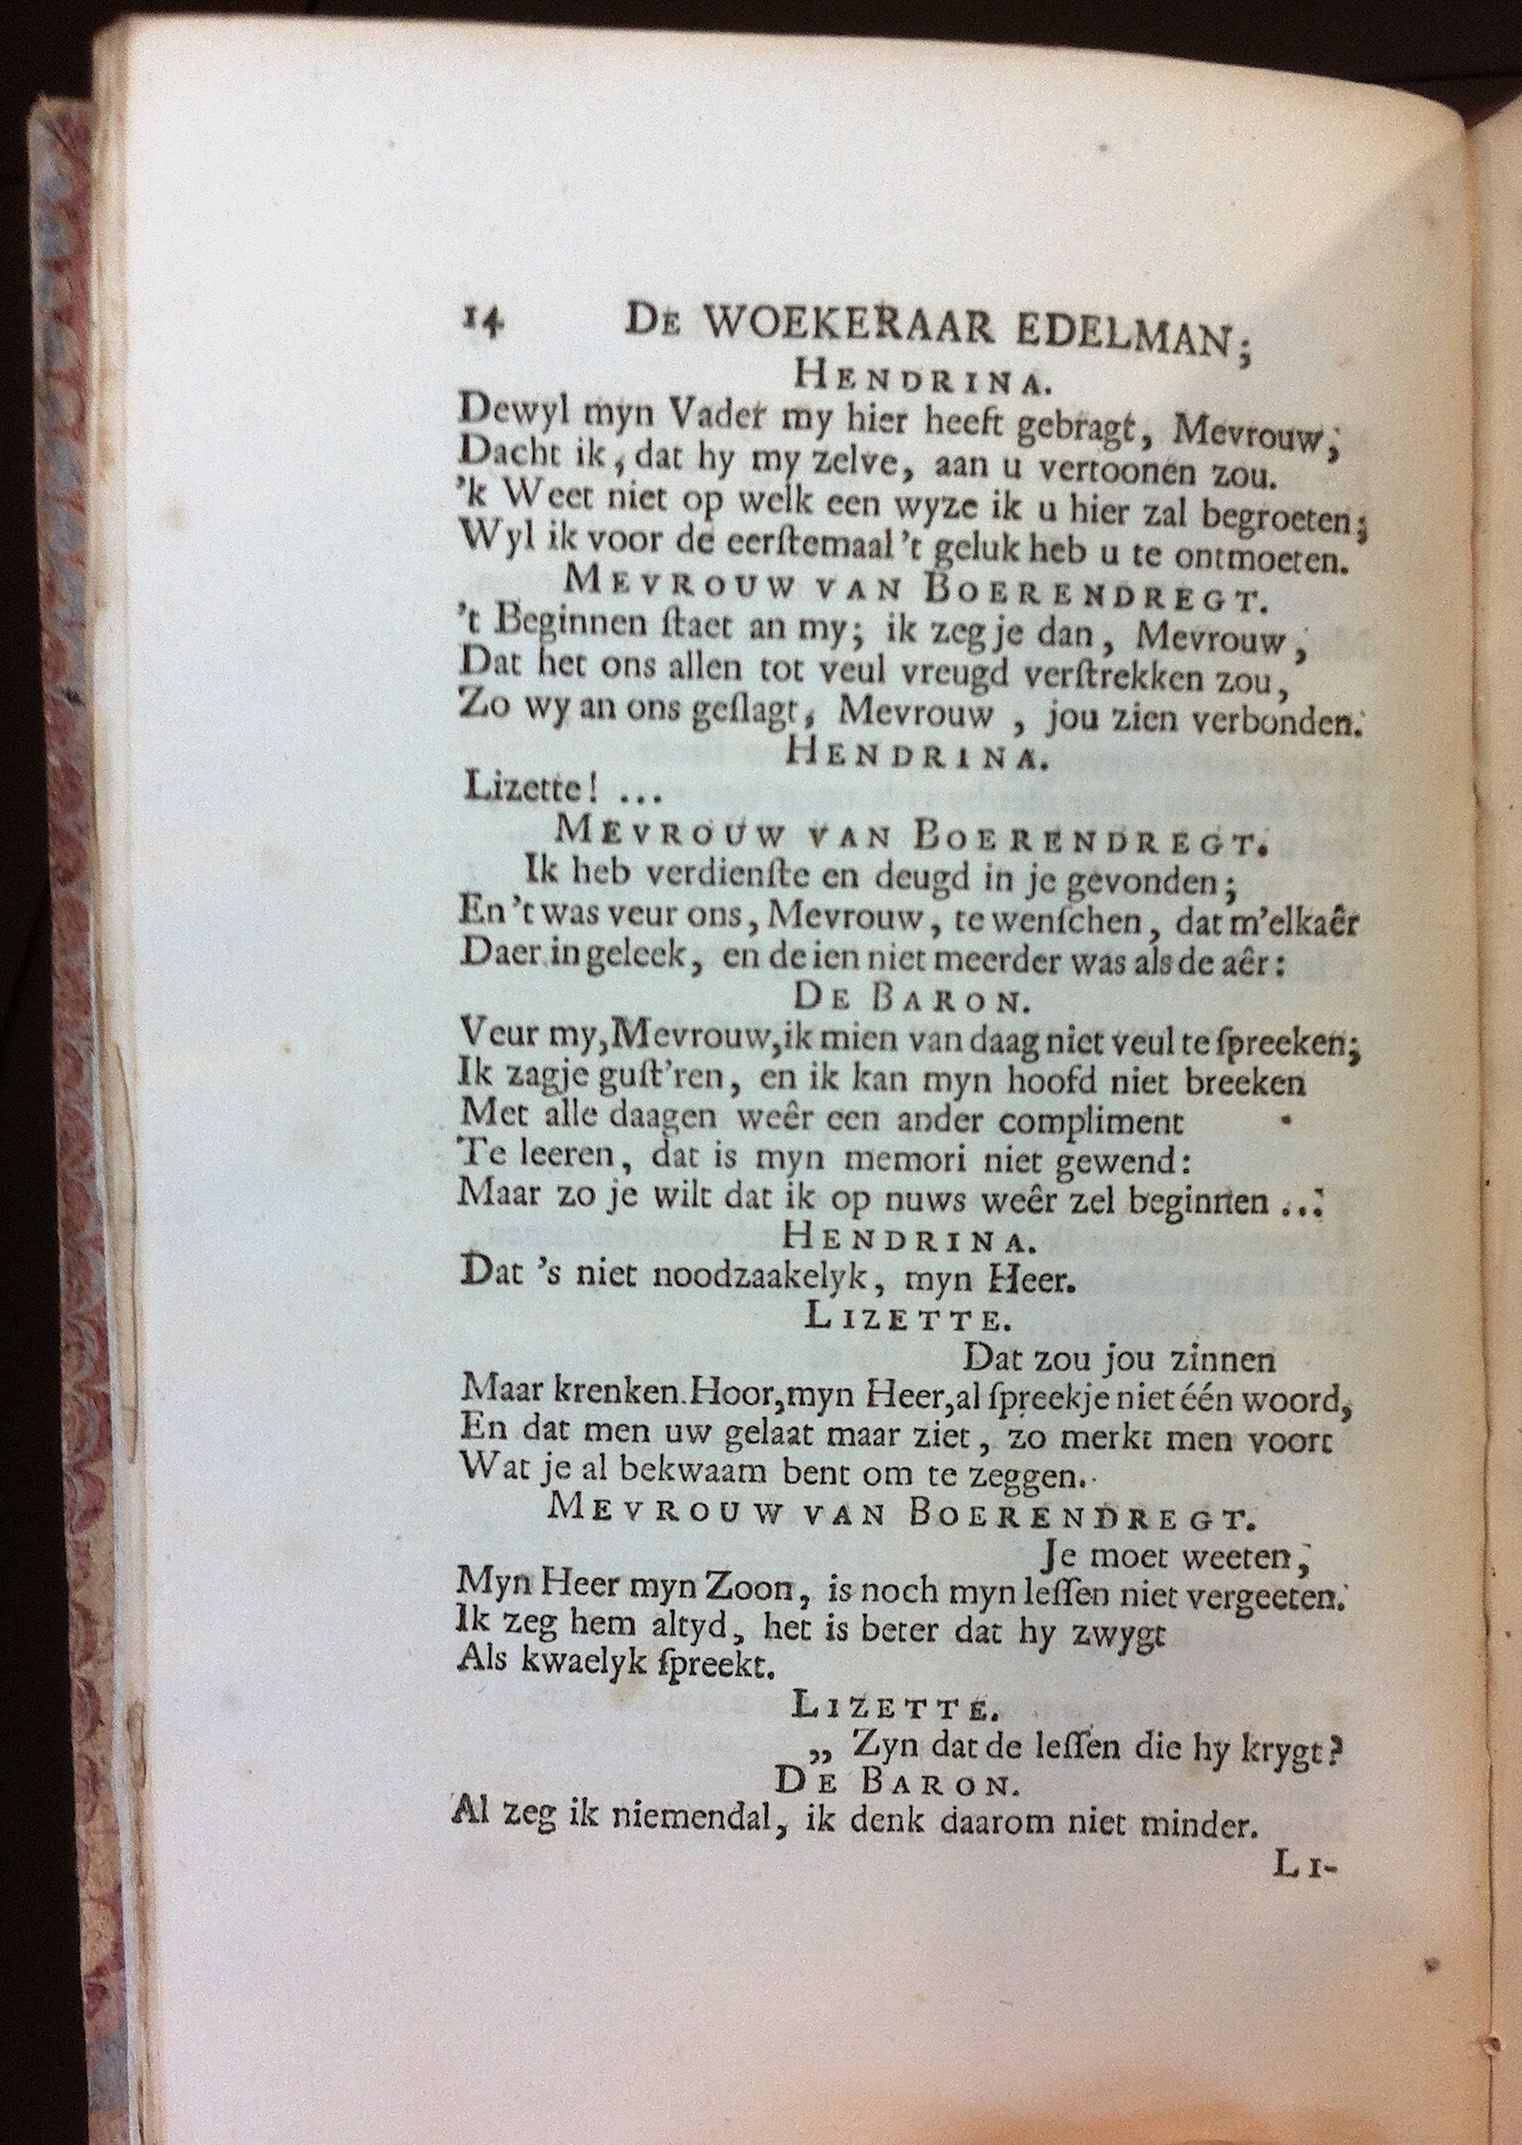 14 DE WOEKERAAR EDELMAN;
HENDRINA.
Dewyl myn Vader my hier heeft gebragt, Mevrouw,
Dacht ik, dat hy my zelve, aan u vertoonen zou.
'k Weet niet op welk een wyze ik u hier zal begroeten;
Wyl ik voor de eerſtemaal 't geluk heb u te ontmoeten.
MEVROUW VAN BOERENDREGT.
't Beginnen ſtaet an my; ik zeg je dan, Mevrouw,
Dat het ons allen tot veul vreugd verſtrekken zou,
Zo wy an ons geſlagt, Mevrouw, jou zien verbonden.
HENDRINA.
Lizette! ...
MEVROUW VAN BOERENDREGT.
Ik heb verdienſte en deugd in je gevonden;
En 't was veur ons, Mevrouw, te wenſchen, dat m'elkaêr
Daer in geleek, en de ien niet meerder was als de aêr:
DE BARON.
Veur my, Mevrouw, ik mien van daag niet veul te ſpreeken;
Ik zag je guſt'ren, en ik kan myn hoofd niet breeken
Met alle daagen weêr een ander compliment
Te leeren, dat is myn memori niet gewend:
Maar zo je wilt dat ik op nuws weêr zel beginnen ...
HENDRINA.
Dat 's niet noodzaakelyk, myn Heer.
LIZETTE.
Dat zou jou zinnen
Maar krenken. Hoor, myn Heer, al ſpreekje niet één woord,
En dat men uw gelaat maar ziet, zo merkt men voort
Wat je al bekwaam bent om te zeggen.
MEVROUW VAN BOERENDREGT.
Je moet weeten,
Myn Heer myn Zoon, is noch myn leſſen niet vergeeten.
Ik zeg hem altyd, het is beter dat hy zwygt
Als kwaelyk ſpreekt.
LIZETTE.
„ Zyn dat de leſſen die hy krygt?
DE BARON.
Al zeg ik niemendal, ik denk daarom niet minder.
LI-